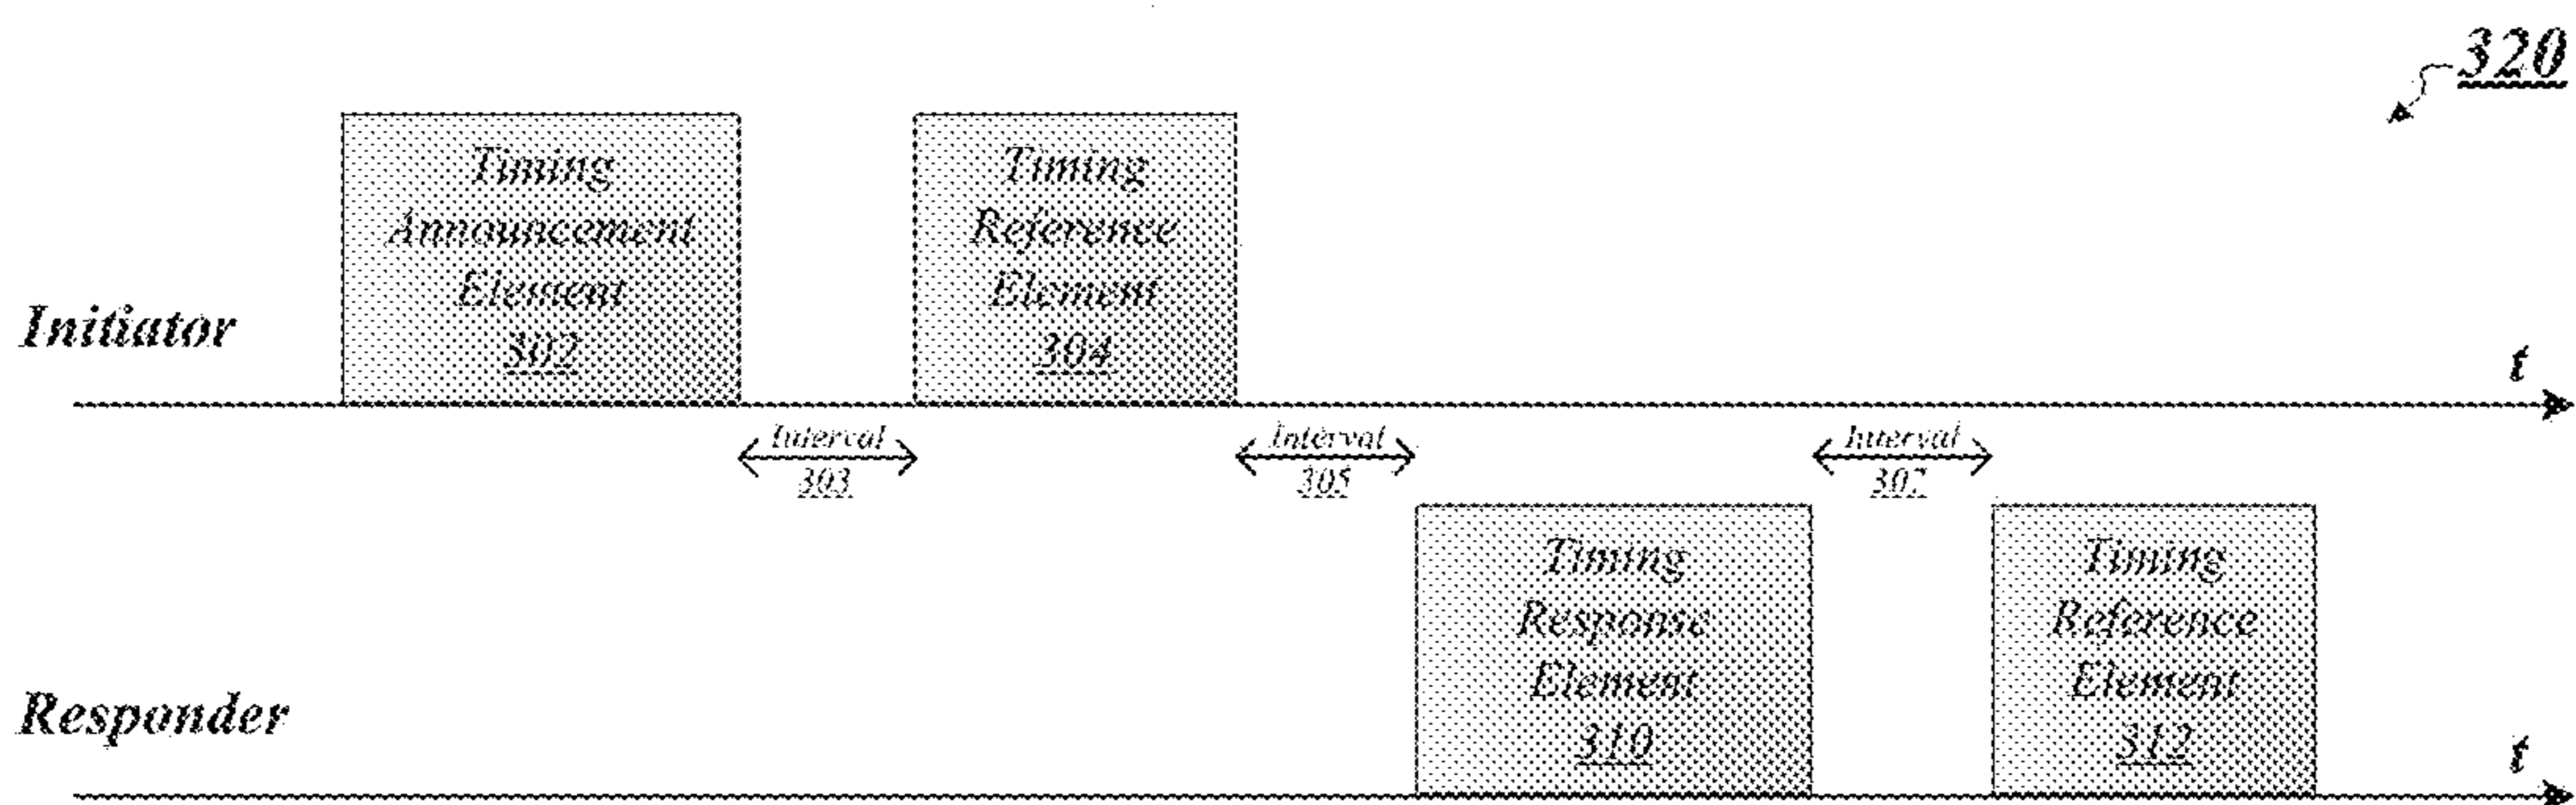 320
Timing
Announcement
Element
302
Timing
Reference
Element
304
Initiator
t
Interval
303
Interval
305
Interval
307
Timing
Response
Element
310
Timing
Reference
Element
312
Responder
t